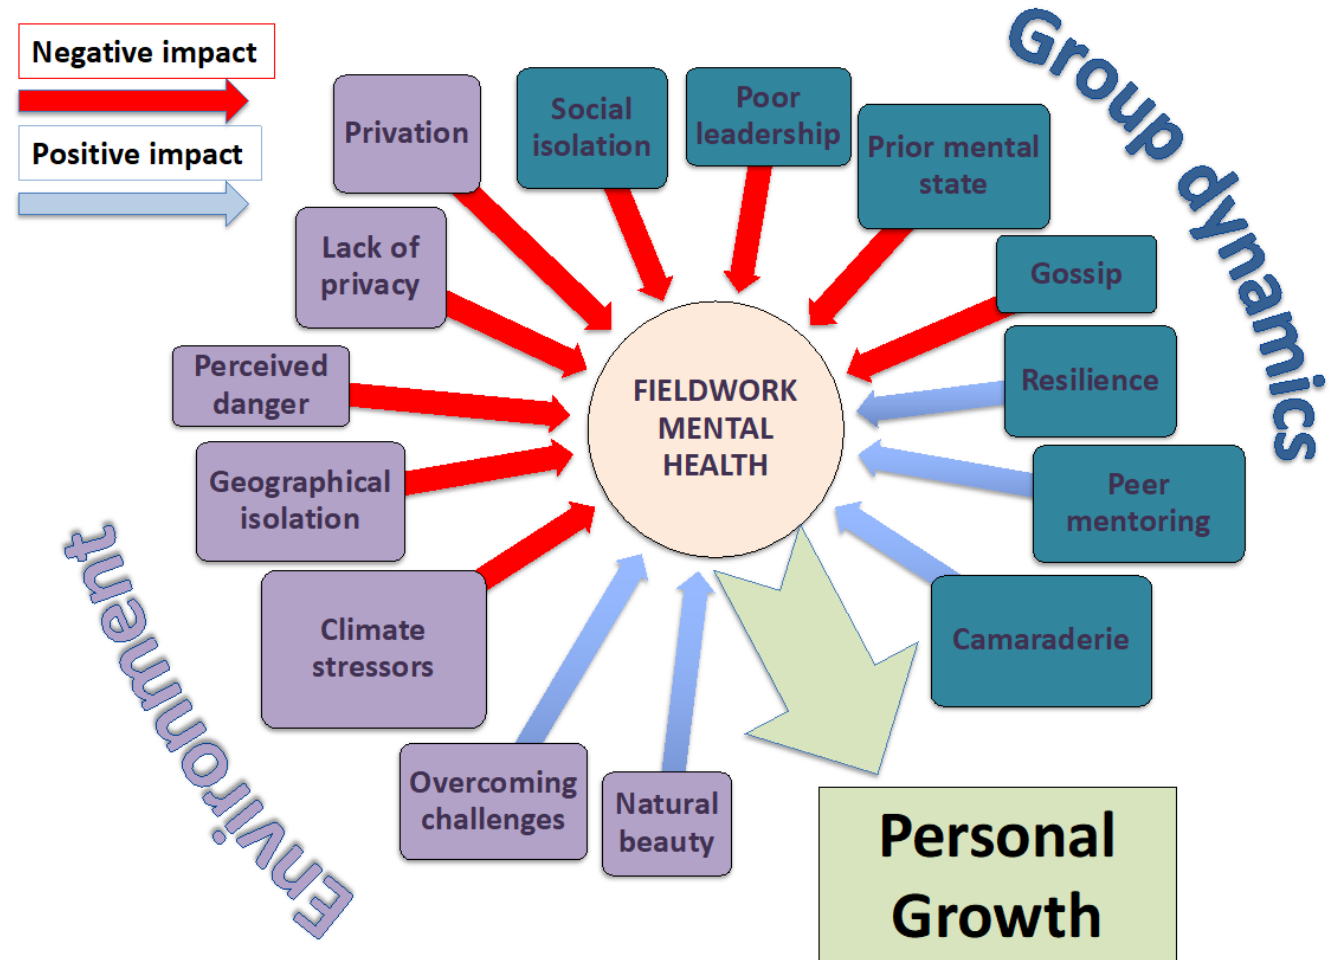 Negative impact
Positive impact
Privation
Social
isolation
Poor
leadership
Prior mental
state
Group dynamics
Lack of
privacy
Gossip
Perceived
danger
FIELDWORK
MENTAL
HEALTH
Resilience
Geographical
isolation
Peer
mentoring
Climate
stressors
Camaraderie
Environment
Overcoming
challenges
Natural
beauty
Personal
Growth